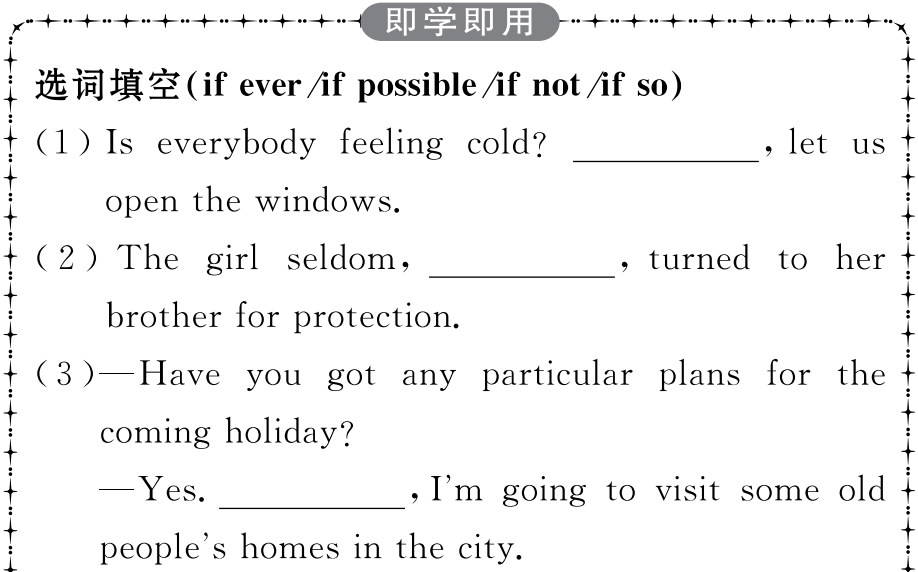 即学即用
选词填空(if ever/if possible/if not/if so)
(1)Is everybody feeling cold? ________, let us
open the windows.
(2)The girl seldom, ________, turned to her
brother for protection.
(3)—Have you got any particular plans for the
coming holiday?
—Yes. ________, I'm going to visit some old
people's homes in the city.